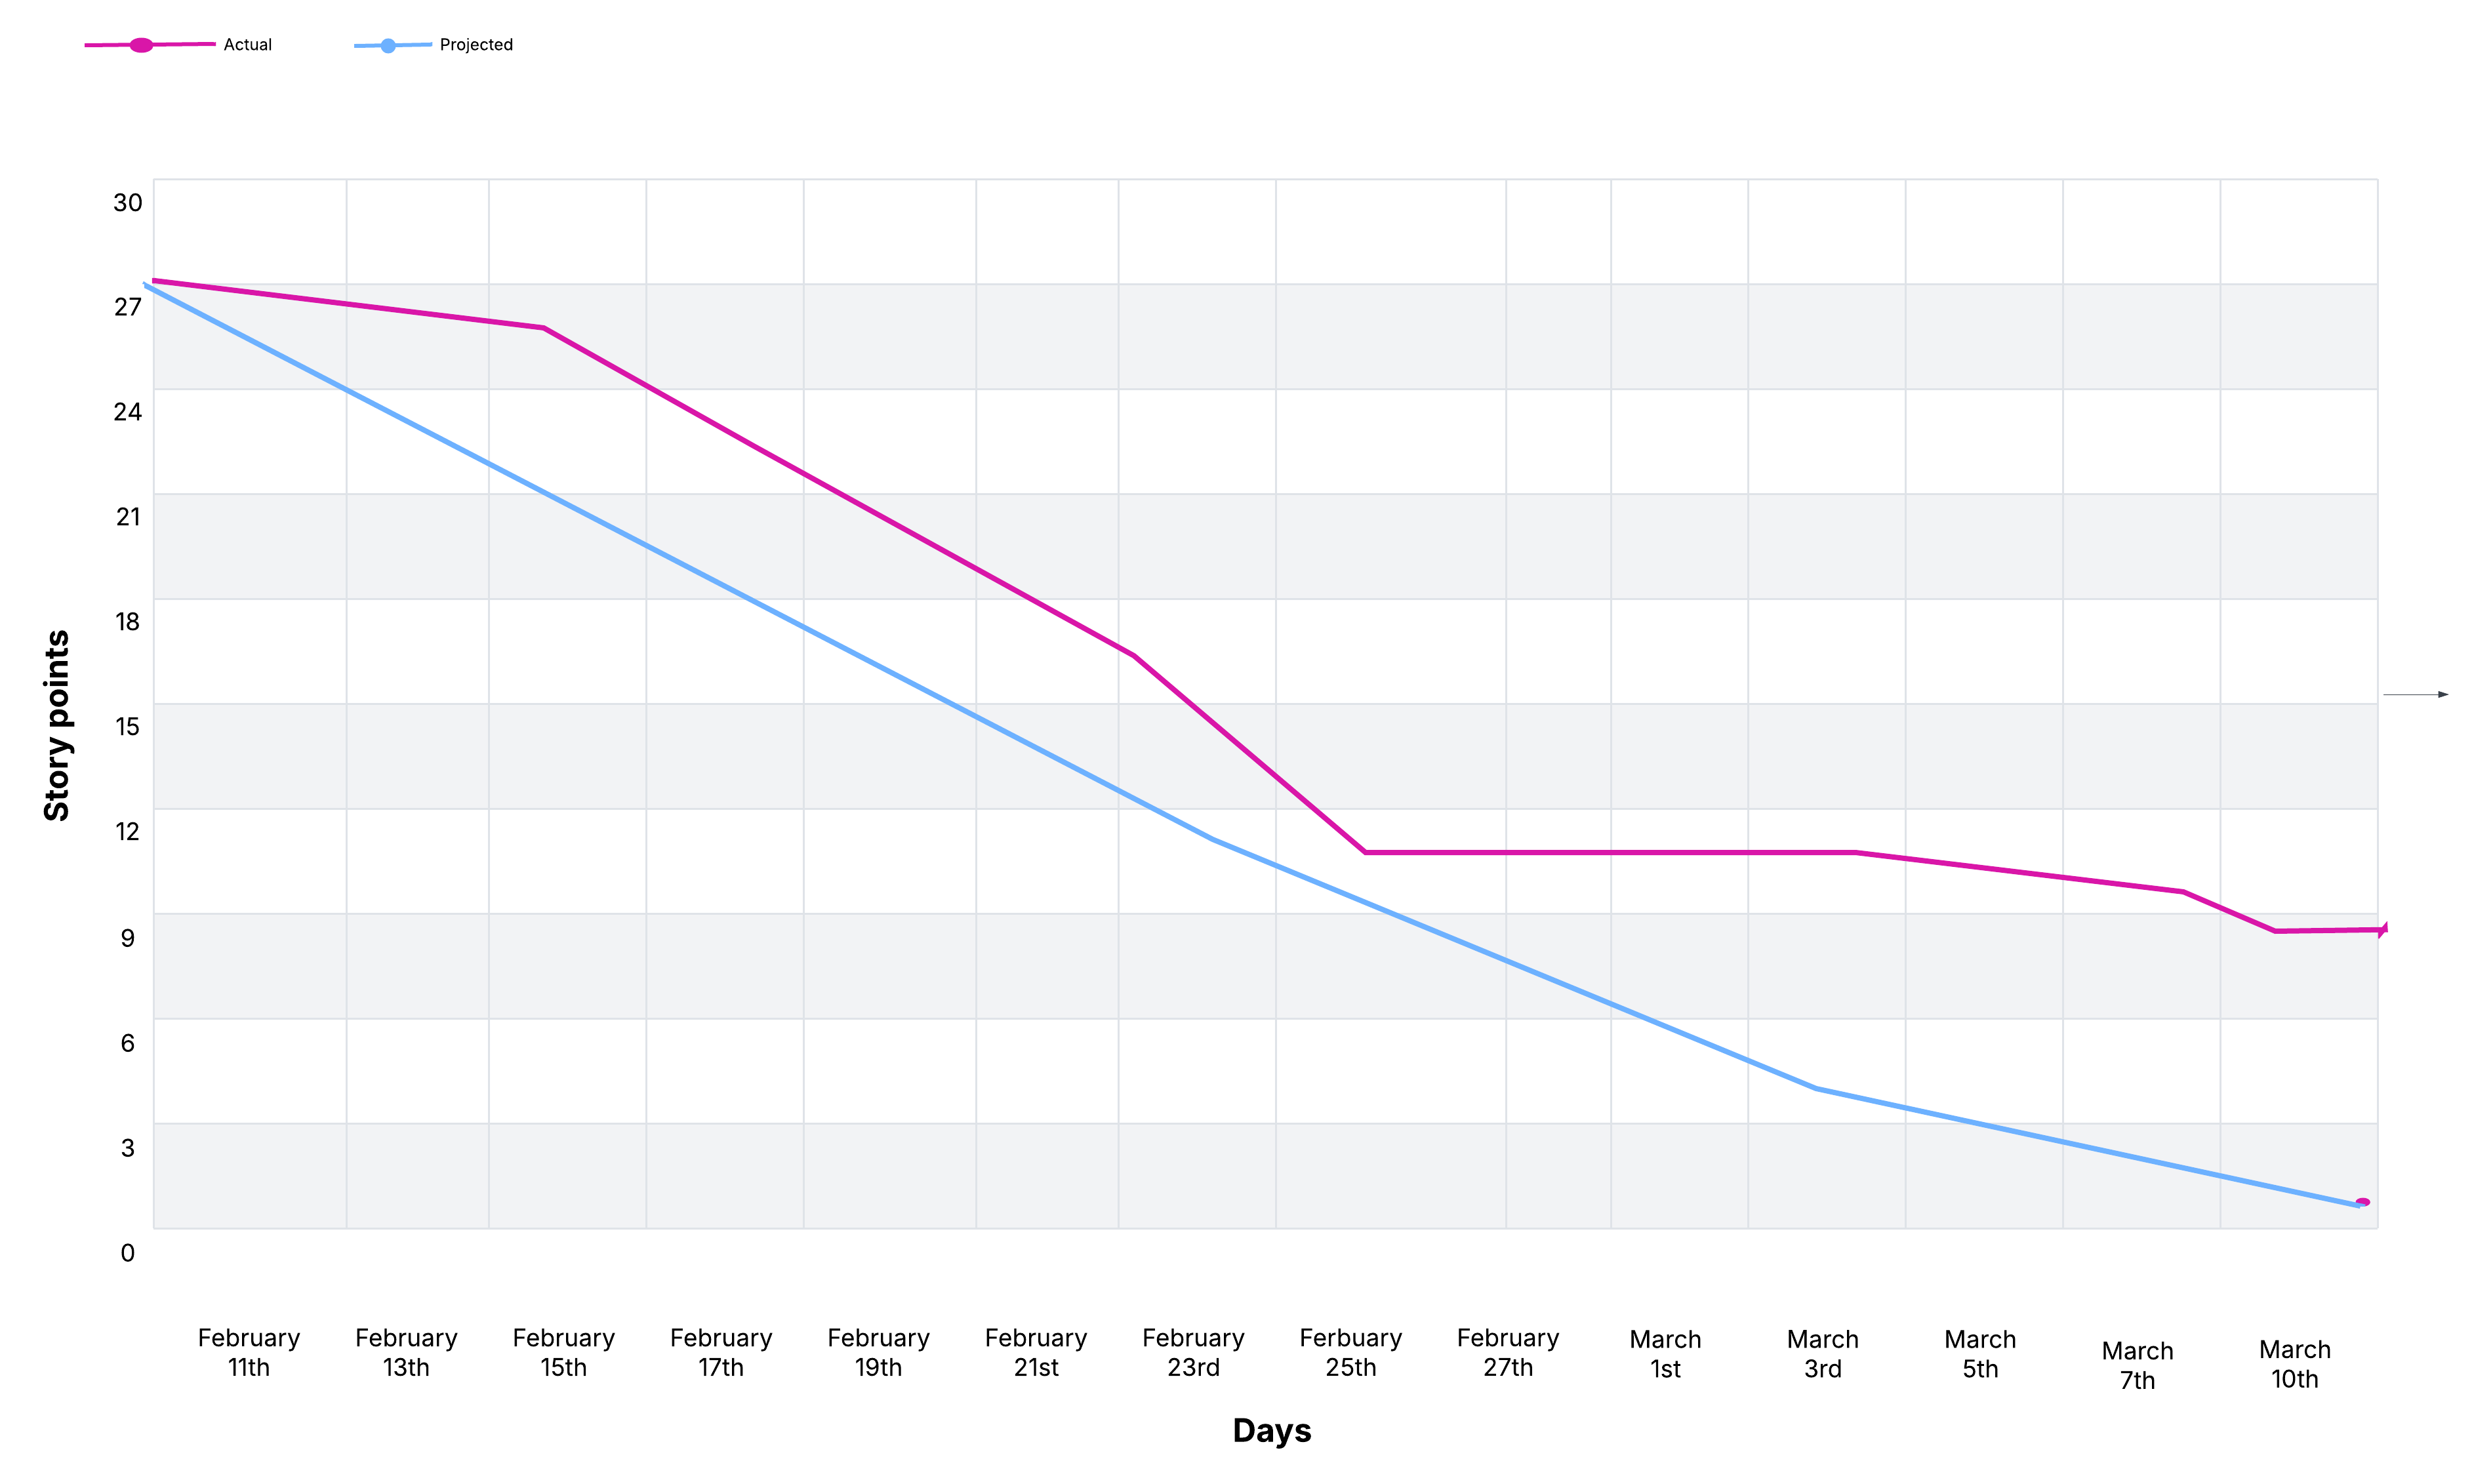 Actual
Projected
30
27
24
21
18
15
12
9
6
3
0
Story points
February
11th
February
13th
February
15th
February
17th
February
19th
February
21st
February
23rd
Ferbuary
25th
February
27th
March
1st
March
3rd
March
5th
March
7th
March
10th
Days